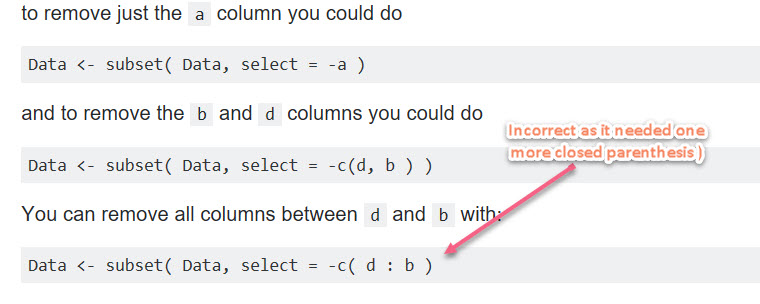 to remove just the a column you could do
Data <- subset( Data, select = -a )
and to remove the b and d columns you could do
Incorrect as it needed one
more closed parenthesis )
Data <- subset( Data, select = -c(d, b ) )
You can remove all columns between d and b with:
Data <- subset( Data, select = -c( d : b )